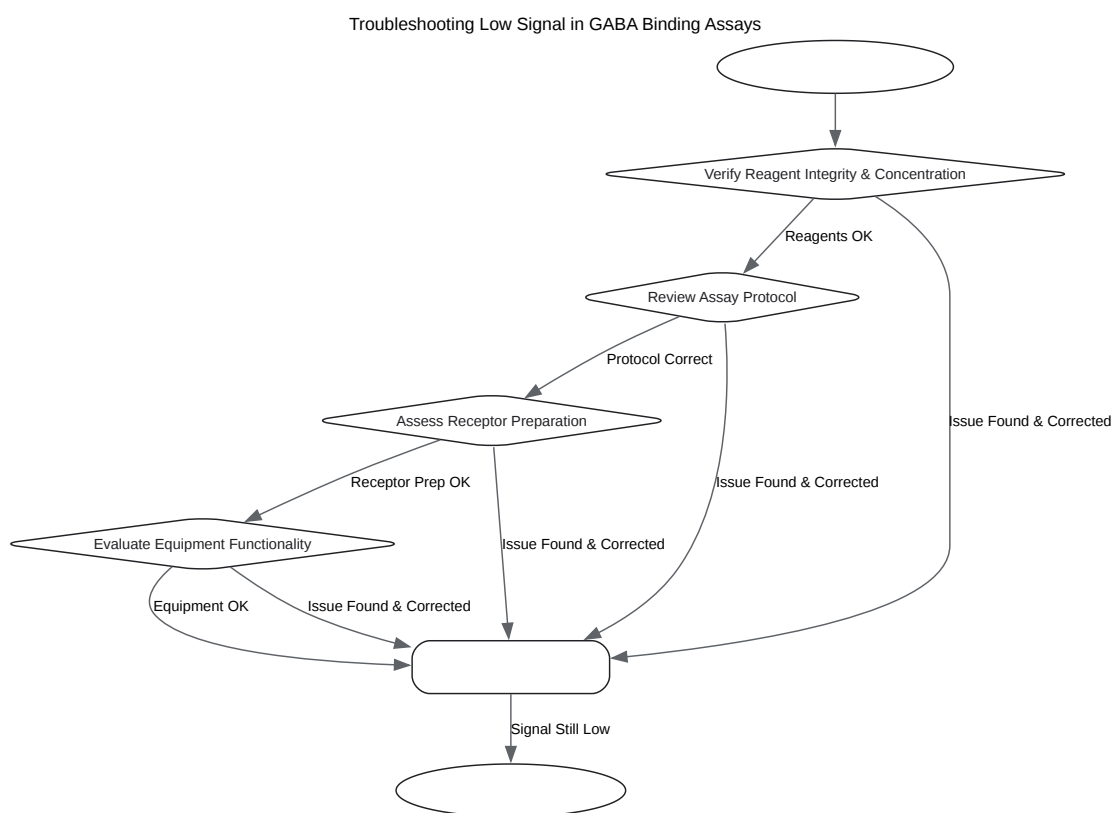 Troubleshooting Low Signal in GABA Binding Assays
Verify Reagent Integrity & Concentration
Reagents OK
Review Assay Protocol
Protocol Correct
Assess Receptor Preparation
Issue Found & Corrected
Receptor Prep OK
Issue Found & Corrected
Evaluate Equipment Functionality
Issue Found & Corrected
Equipment OK
Issue Found & Corrected
Signal Still Low